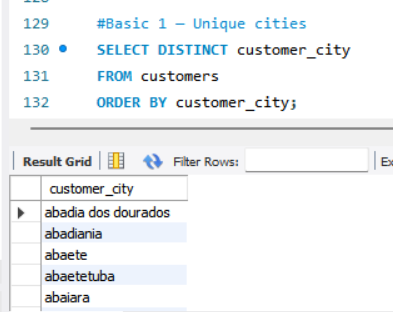 129 #Basic 1 – Unique cities
130 SELECT DISTINCT customer_city
131 FROM customers
132 ORDER BY customer_city;
Result Grid Filter Rows:
customer_city
abadia dos dourados
abadiania
abaete
abaetetuba
abaiara